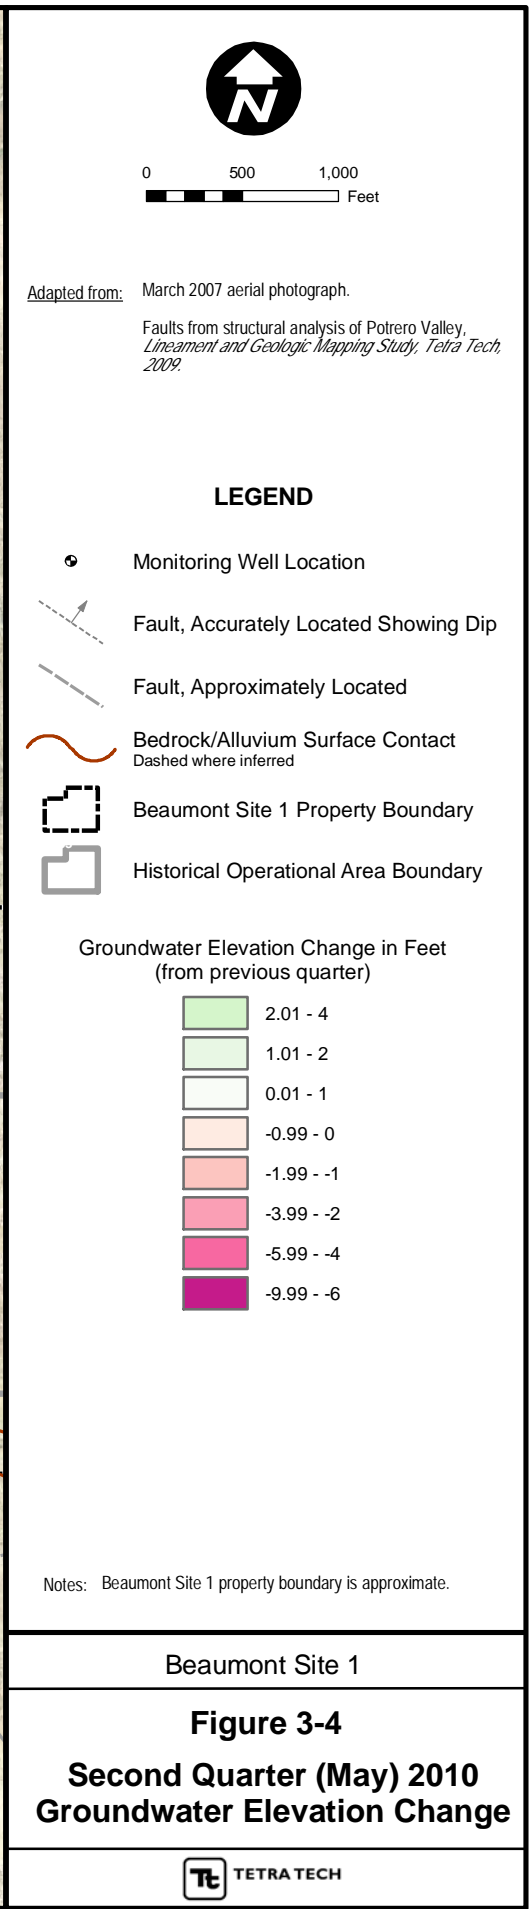 N
0 500 1,000
Feet
Adapted from: March 2007 aerial photograph.
Faults from structural analysis of Potrero Valley,
Lineament and Geologic Mapping Study, Tetra Tech,
2009.
LEGEND
Monitoring Well Location
Fault, Accurately Located Showing Dip
Fault, Approximately Located
Bedrock/Alluvium Surface Contact
Dashed where inferred
Beaumont Site 1 Property Boundary
Historical Operational Area Boundary
Groundwater Elevation Change in Feet
(from previous quarter)
2.01 - 4
1.01 - 2
0.01 - 1
-0.99 - 0
-1.99 - -1
-3.99 - -2
-5.99 - -4
-9.99 - -6
Notes: Beaumont Site 1 property boundary is approximate.
Beaumont Site 1
Figure 3-4
Second Quarter (May) 2010
Groundwater Elevation Change
Tt TETRA TECH